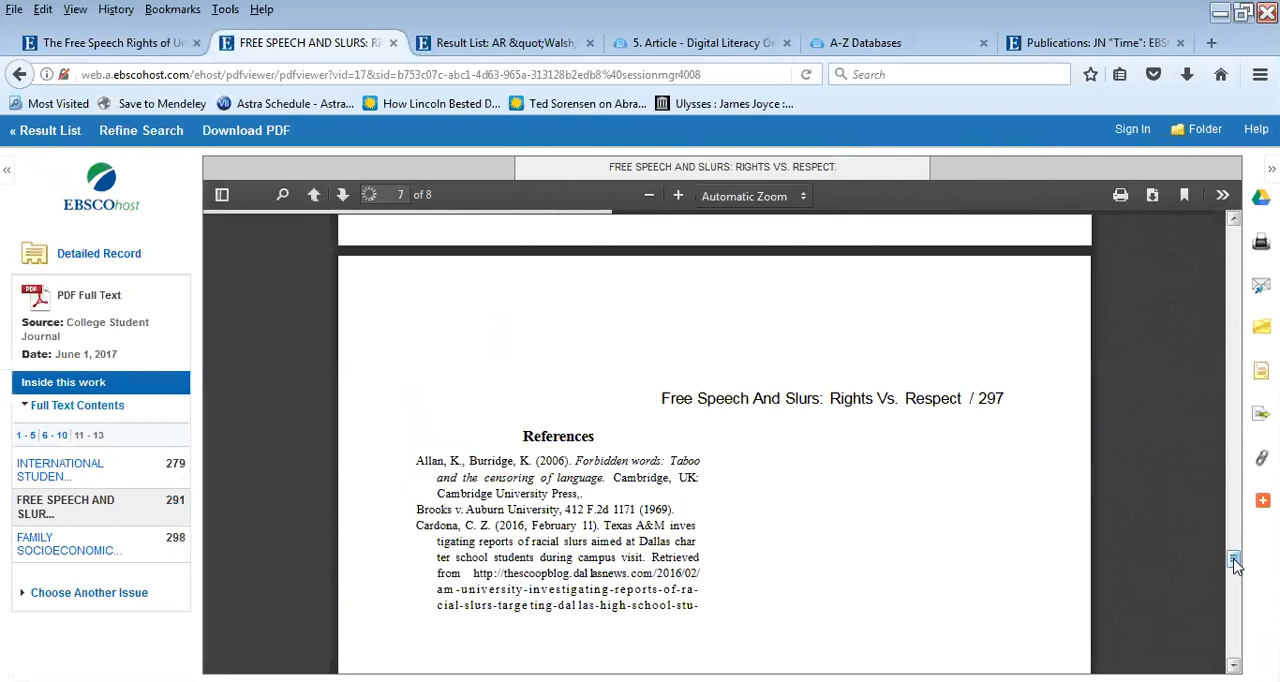 File Edit View History Bookmarks Tools Help
The Free Speech Rights of Un
FREE SPEECH AND SLURS: RI
Result List: AR &quot;Walsh,
5. Article - Digital Literacy Or
A-Z Databases
Publications: JN "Time": EBS
web.a.ebscohost.com/ehost/pdfviewer/pdfviewer?vid=17&sid=b753c07c-abc1-4d63-965a-313128b2edb8%40sessionmgr4008
Search
Most Visited Save to Mendeley Astra Schedule - Astra... How Lincoln Bested D... Ted Sorensen on Abra... Ulysses : James Joyce :...
« Result List Refine Search Download PDF Sign In Folder Help
FREE SPEECH AND SLURS: RIGHTS VS. RESPECT.
7 of 8 Automatic Zoom
EBSCOhost
Detailed Record
PDF Full Text
Source: College Student
Journal
Date: June 1, 2017
Inside this work
Full Text Contents
1 - 5 | 6 - 10 | 11 - 13
INTERNATIONAL 279
STUDEN...
FREE SPEECH AND 291
SLUR...
FAMILY 298
SOCIOECONOMIC...
Choose Another Issue
Free Speech And Slurs: Rights Vs. Respect / 297
References
Allan, K., Burridge, K. (2006). Forbidden words: Taboo
and the censoring of language. Cambridge, UK:
Cambridge University Press,.
Brooks v. Auburn University, 412 F.2d 1171 (1969).
Cardona, C. Z. (2016, February 11). Texas A&M inves
tigating reports of racial slurs aimed at Dallas char
ter school students during campus visit. Retrieved
from http://thescoopblog.dallasnews.com/2016/02/
am-university-investigating-reports-of-ra-
cial-slurs-targeting-dallas-high-school-stu-